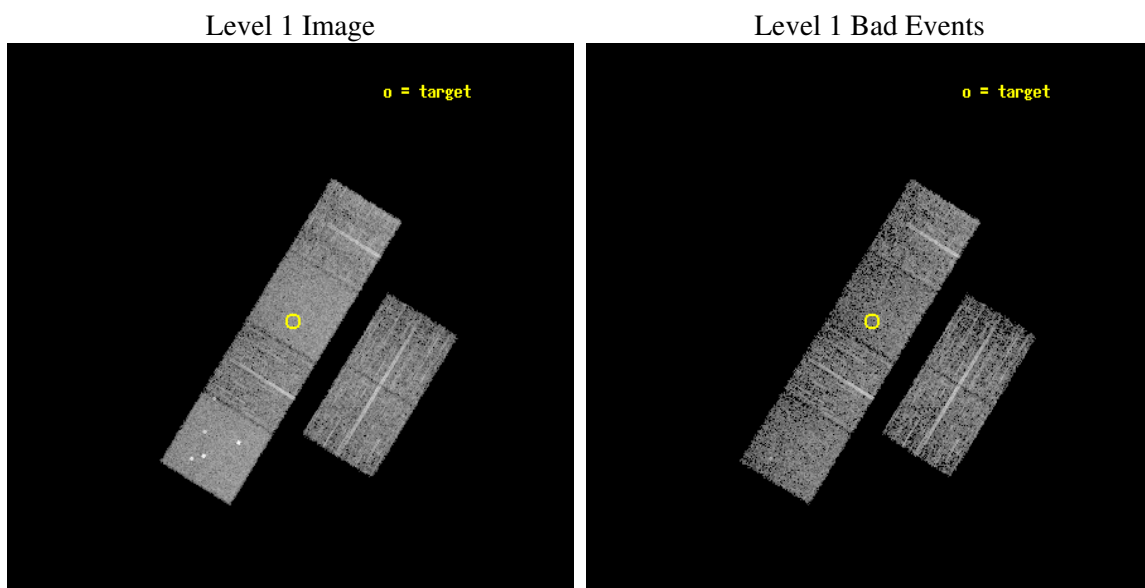 Level 1 Image
Level 1 Bad Events
o = target
o = target